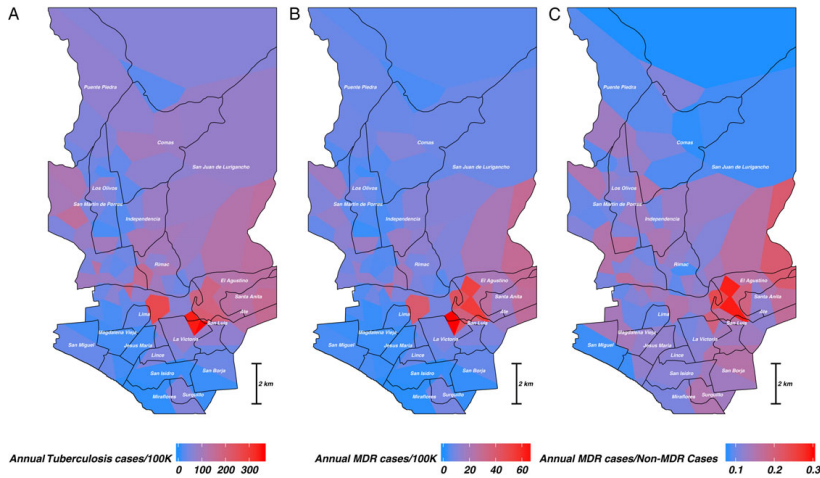 A
Puente Piedra
Comas
San Juan de Lurigancho
Los Olivos
San Martin de Porras
Independencia
Rimac
El Agustino
Santa Anita
Ate
Lima
San Luis
Magdalena Vieja
La Victoria
San Miguel
Jesus Maria
Lince
San Isidro
San Borja
Miraflores
Surquillo
2 km
Annual Tuberculosis cases/100K
0 100 200 300
B
Puente Piedra
Comas
San Juan de Lurigancho
Los Olivos
San Martin de Porras
Independencia
Rimac
El Agustino
Santa Anita
Ate
Lima
San Luis
Magdalena Vieja
La Victoria
San Miguel
Jesus Maria
Lince
San Isidro
San Borja
Miraflores
Surquillo
2 km
Annual MDR cases/100K
0 20 40 60
C
Puente Piedra
Comas
San Juan de Lurigancho
Los Olivos
San Martin de Porras
Independencia
Rimac
El Agustino
Santa Anita
Ate
Lima
San Luis
Magdalena Vieja
La Victoria
San Miguel
Jesus Maria
Lince
San Isidro
San Borja
Miraflores
Surquillo
2 km
Annual MDR cases/Non-MDR Cases
0.1 0.2 0.3